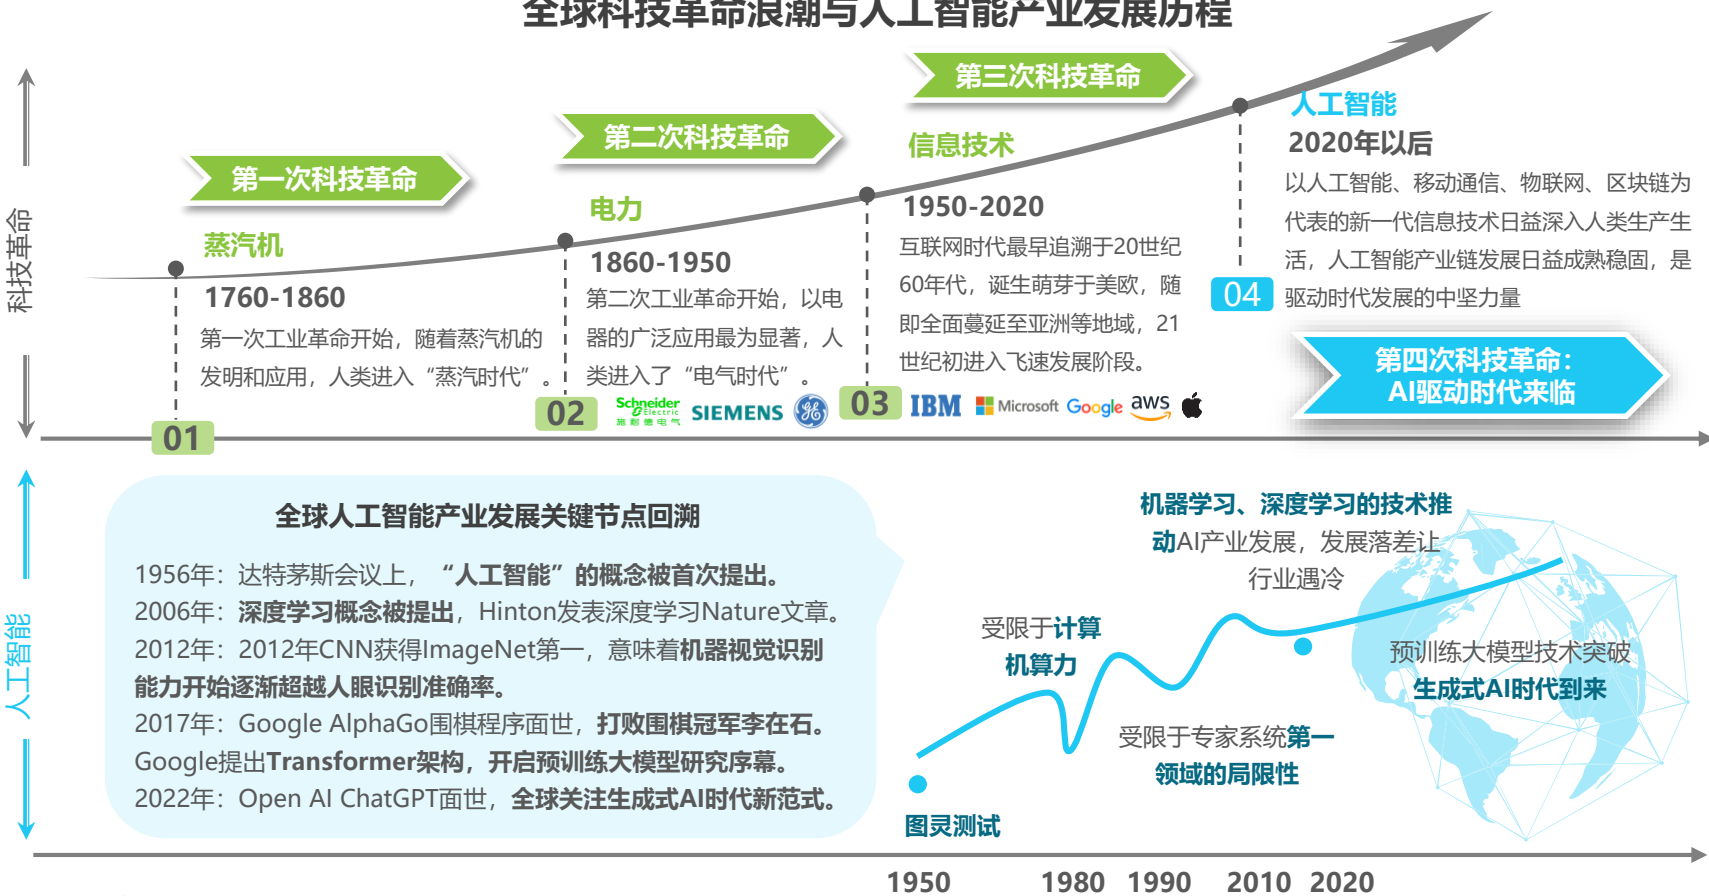 全球科技革命浪潮与人工智能产业发展历程
科技革命
第一次科技革命
蒸汽机
1760-1860
第一次工业革命开始，随着蒸汽机的
发明和应用，人类进入“蒸汽时代”。
01
第二次科技革命
电力
1860-1950
第二次工业革命开始，以电
器的广泛应用最为显著，人
类进入了“电气时代”。
02
Schneider
Electric
施耐德电气
SIEMENS
GE
第三次科技革命
信息技术
1950-2020
互联网时代最早追溯于20世纪
60年代，诞生萌芽于美欧，随
即全面蔓延至亚洲等地域，21
世纪初进入飞速发展阶段。
03
IBM
Microsoft
Google
aws
人工智能
2020年以后
以人工智能、移动通信、物联网、区块链为
代表的新一代信息技术日益深入人类生产生
活，人工智能产业链发展日益成熟稳固，是
驱动时代发展的中坚力量
04
第四次科技革命：
AI驱动时代来临
人工智能
全球人工智能产业发展关键节点回溯
1956年：达特茅斯会议上，“人工智能”的概念被首次提出。
2006年：深度学习概念被提出，Hinton发表深度学习Nature文章。
2012年：2012年CNN获得ImageNet第一，意味着机器视觉识别
能力开始逐渐超越人眼识别准确率。
2017年：Google AlphaGo围棋程序面世，打败围棋冠军李在石。
Google提出Transformer架构，开启预训练大模型研究序幕。
2022年：Open AI ChatGPT面世，全球关注生成式AI时代新范式。
图灵测试
受限于计算
机算力
受限于专家系统第一
领域的局限性
机器学习、深度学习的技术推
动AI产业发展，发展落差让
行业遇冷
预训练大模型技术突破
生成式AI时代到来
1950 1980 1990 2010 2020